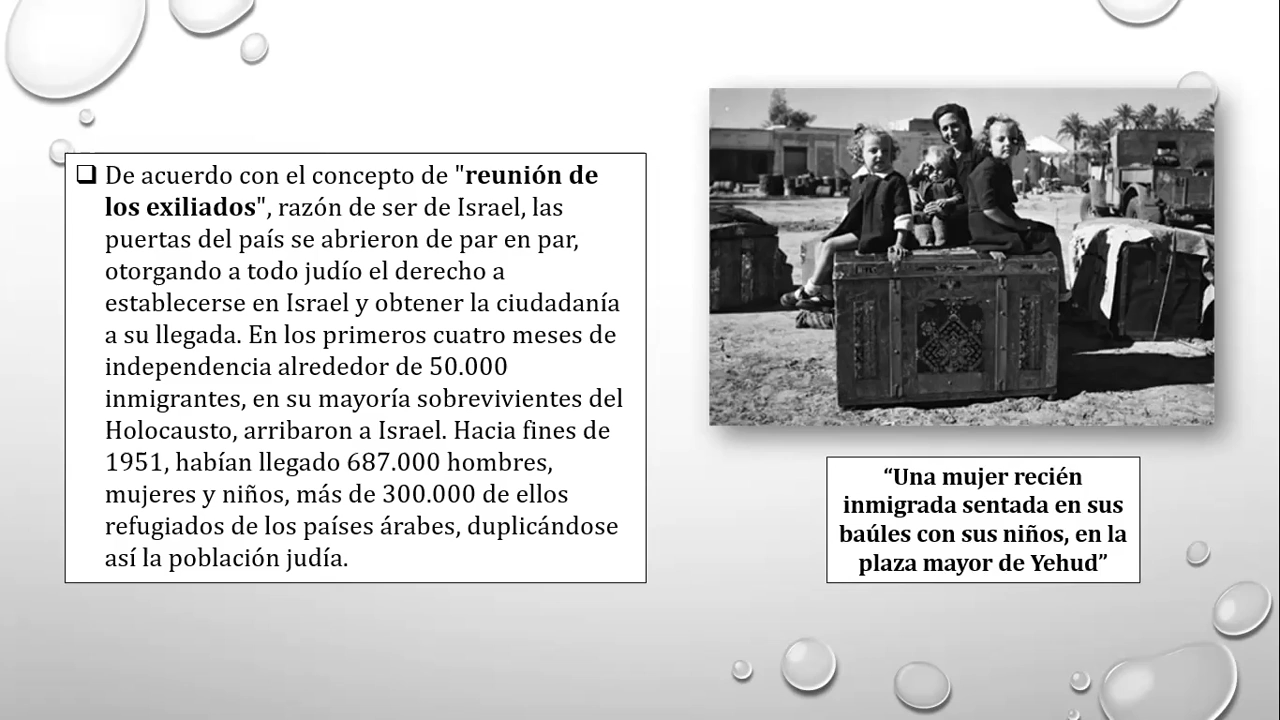 ❑ De acuerdo con el concepto de "reunión de
los exiliados", razón de ser de Israel, las
puertas del país se abrieron de par en par,
otorgando a todo judío el derecho a
establecerse en Israel y obtener la ciudadanía
a su llegada. En los primeros cuatro meses de
independencia alrededor de 50.000
inmigrantes, en su mayoría sobrevivientes del
Holocausto, arribaron a Israel. Hacia fines de
1951, habían llegado 687.000 hombres,
mujeres y niños, más de 300.000 de ellos
refugiados de los países árabes, duplicándose
así la población judía.
“Una mujer recién
inmigrada sentada en sus
baúles con sus niños, en la
plaza mayor de Yehud”